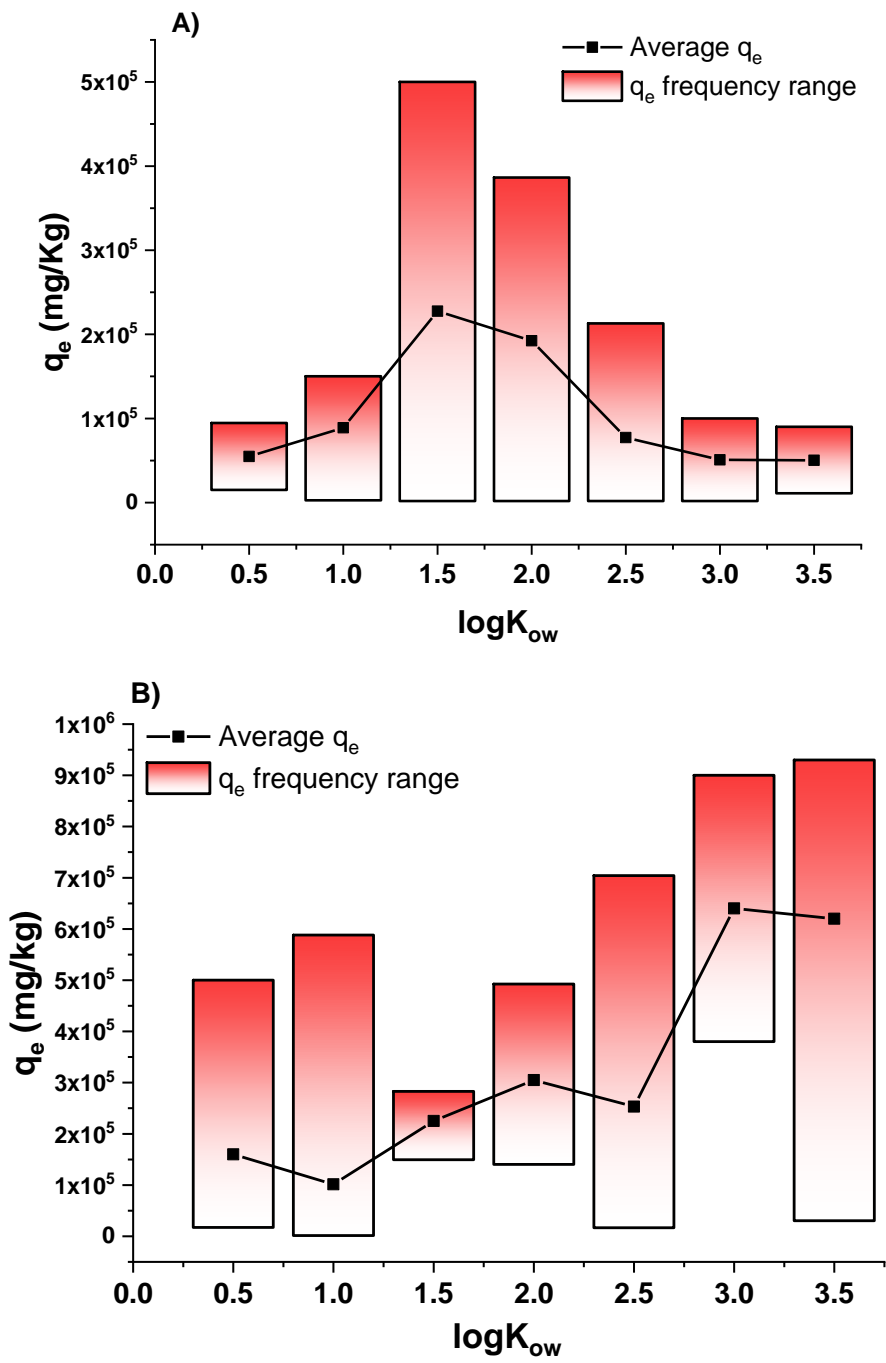 A)
Average qe
qe frequency range
5x10^5
4x10^5
3x10^5
2x10^5
1x10^5
0
qe (mg/Kg)
0.0 0.5 1.0 1.5 2.0 2.5 3.0 3.5
logKow
B)
Average qe
qe frequency range
1x10^6
9x10^5
8x10^5
7x10^5
6x10^5
5x10^5
4x10^5
3x10^5
2x10^5
1x10^5
0
qe (mg/kg)
0.0 0.5 1.0 1.5 2.0 2.5 3.0 3.5
logKow